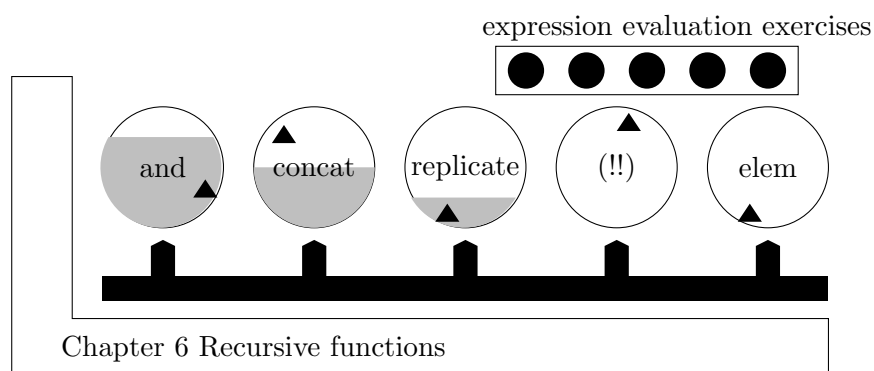 expression evaluation exercises
and
concat
replicate
(!!)
elem
Chapter 6 Recursive functions